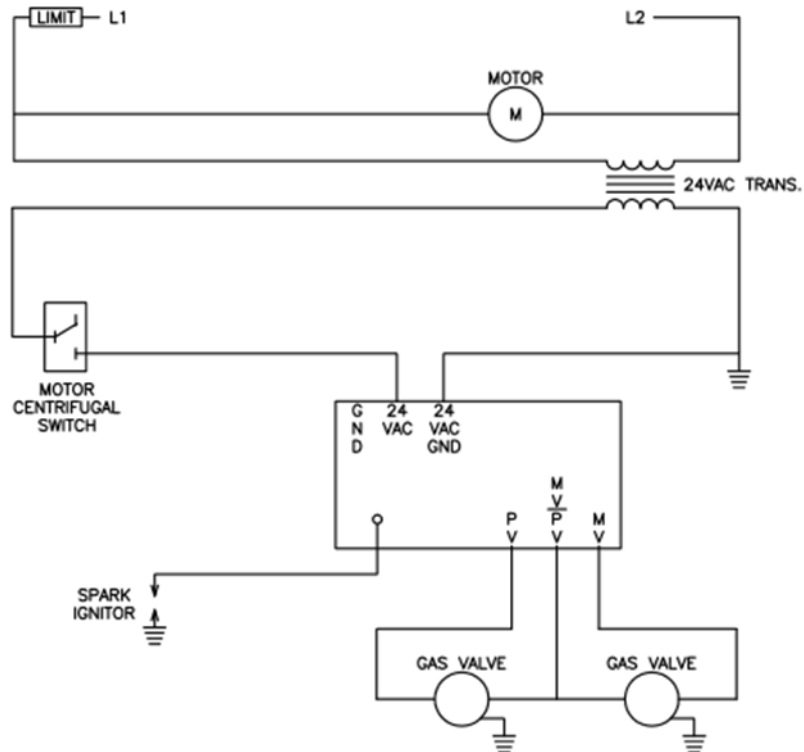 LIMIT L1
L2
MOTOR
M
24VAC TRANS.
MOTOR
CENTRIFUGAL
SWITCH
G
N
D
24
VAC
24
VAC
GND
P
V
M
V
P
V
M
V
SPARK
IGNITOR
GAS VALVE
GAS VALVE